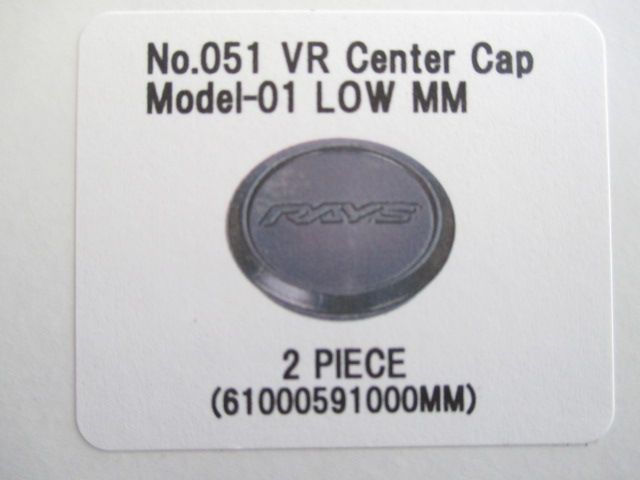 No.051 VR Center Cap
Model-01 LOW MM
RAYS
2 PIECE
(61000591000MM)